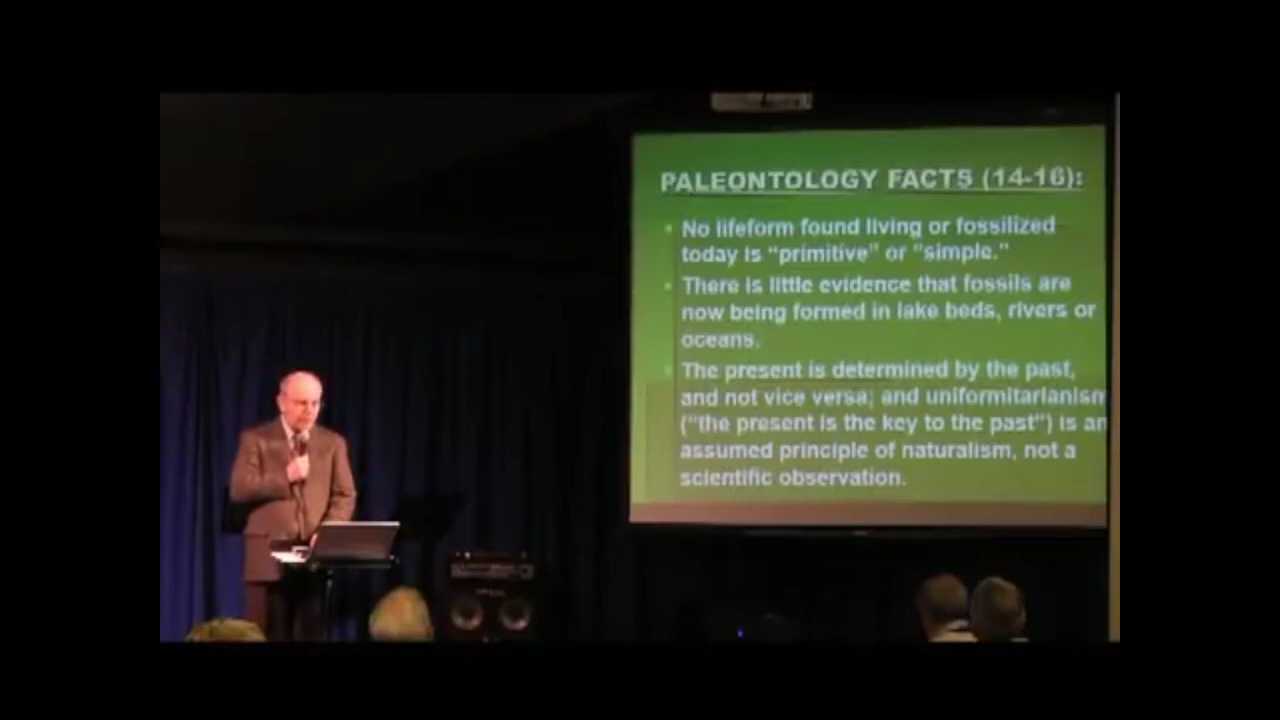 PALEONTOLOGY FACTS (14-16):
No lifeform found living or fossilized
today is “primitive” or “simple.”
There is little evidence that fossils are
now being formed in lake beds, rivers or
oceans.
The present is determined by the past,
and not vice versa; and uniformitarianism
(“the present is the key to the past”) is an
assumed principle of naturalism, not a
scientific observation.